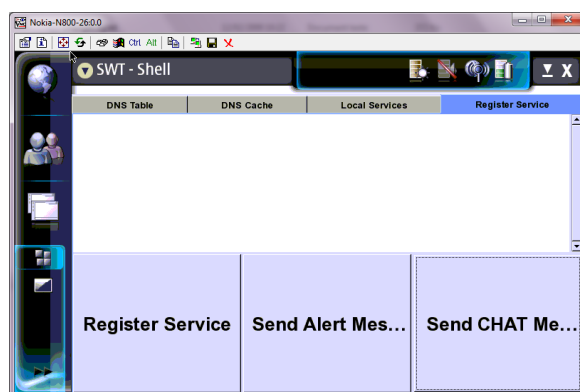 Nokia-N800-26:0.0
Ctrl Alt
SWT - Shell
X
DNS Table DNS Cache Local Services Register Service
Register Service Send Alert Mes... Send CHAT Me...